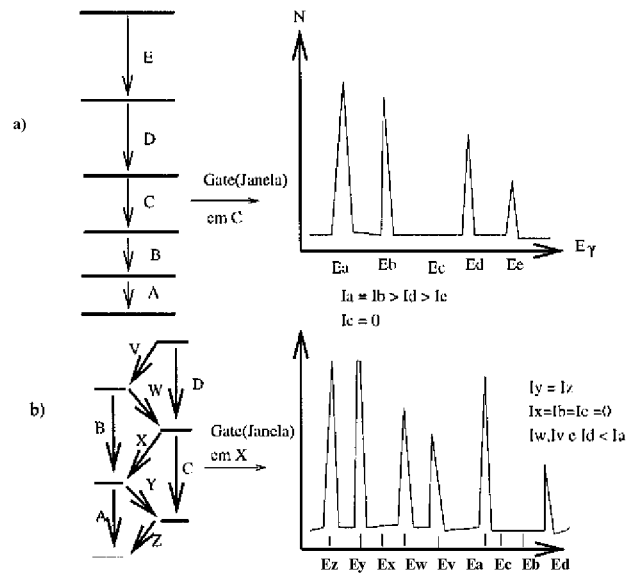 a)
E
D
C
B
A
Gate(Janela)
em C
N
Ea Eb Ec Ed Ee
Eγ
Ia = Ib > Id > Ie
Ic = 0
b)
V
W
D
B
X
C
Y
A
Z
Gate(Janela)
em X
Iy = Iz
Ix=Ib=Ic =0
Iw,Iv e Id < Ia
Ez Ey Ex Ew Ev Ea Ec Eb Ed